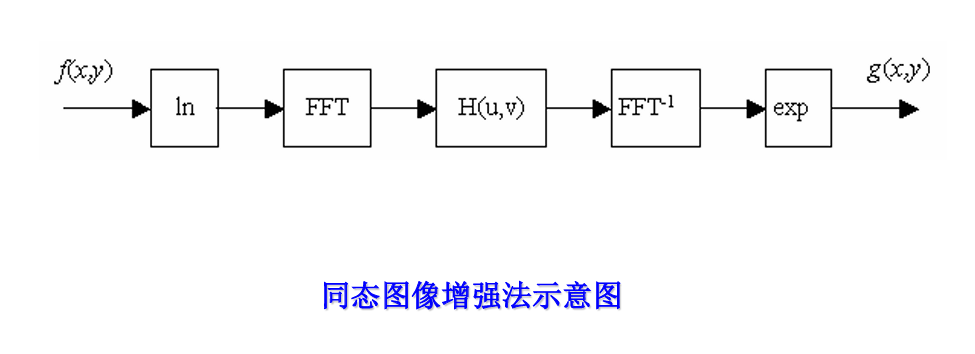 f(x,y)
g(x,y)
ln
FFT
H(u,v)
FFT-1
exp
同态图像增强法示意图